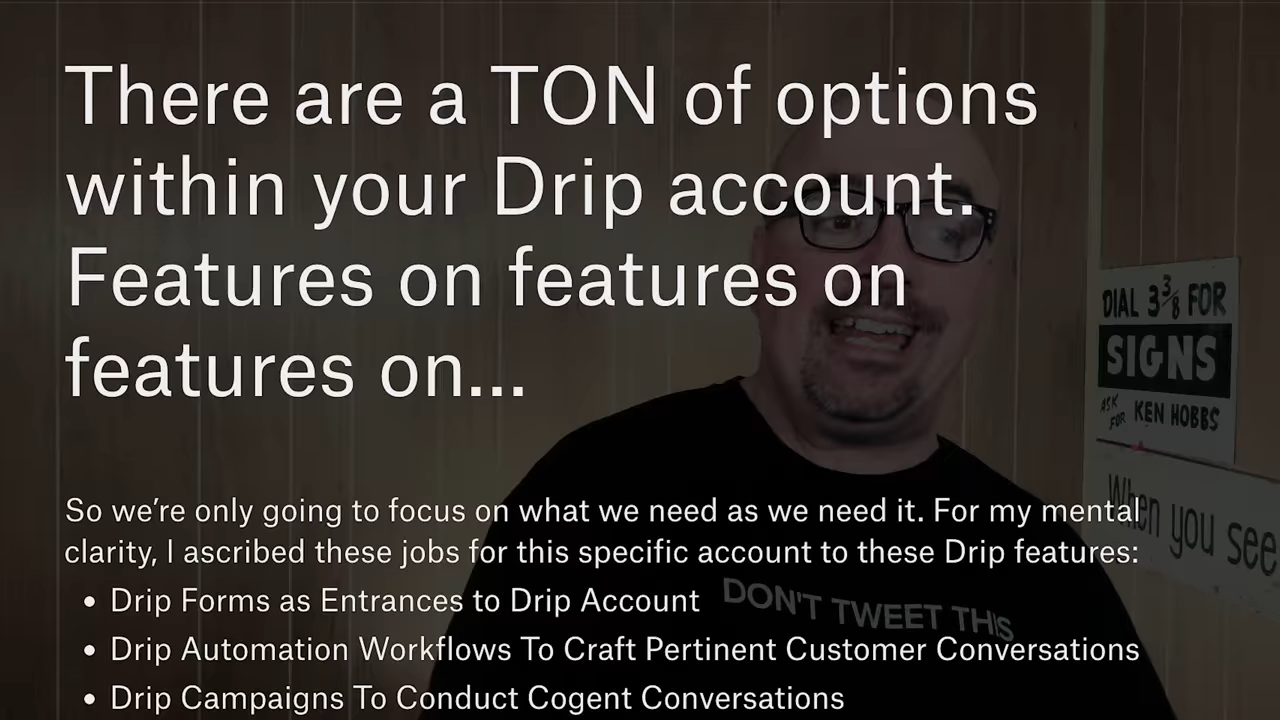 There are a TON of options
within your Drip account.
Features on features on
features on...
So we’re only going to focus on what we need as we need it. For my mental
clarity, I ascribed these jobs for this specific account to these Drip features:
• Drip Forms as Entrances to Drip Account
• Drip Automation Workflows To Craft Pertinent Customer Conversations
• Drip Campaigns To Conduct Cogent Conversations
DIAL 3 3/8 FOR
SIGNS
ASK FOR KEN HOBBS
When you see
DON'T TWEET THIS